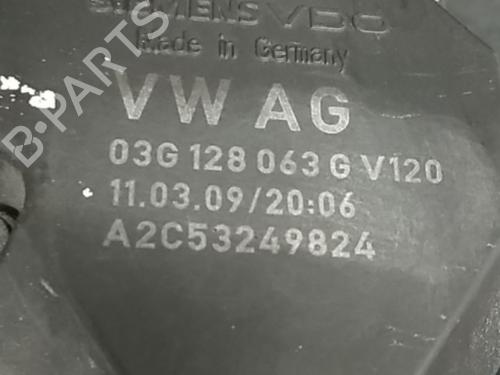 SIEMENS VDO
Made in Germany
VW AG
03G 128 063 G V120
11.03.09/20:06
A2C53249824
B-PARTS